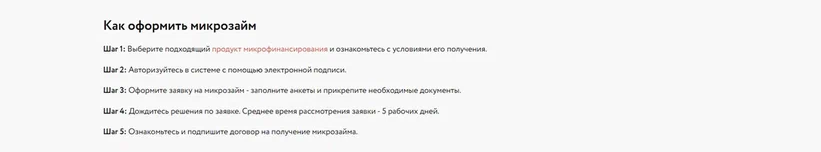 Как оформить микрозайм
Шаг 1: Выберите подходящий продукт микрофинансирования и ознакомьтесь с условиями его получения.
Шаг 2: Авторизуйтесь в системе с помощью электронной подписи.
Шаг 3: Оформите заявку на микрозайм - заполните анкеты и прикрепите необходимые документы.
Шаг 4: Дождитесь решения по заявке. Среднее время рассмотрения заявки - 5 рабочих дней.
Шаг 5: Ознакомьтесь и подпишите договор на получение микрозайма.